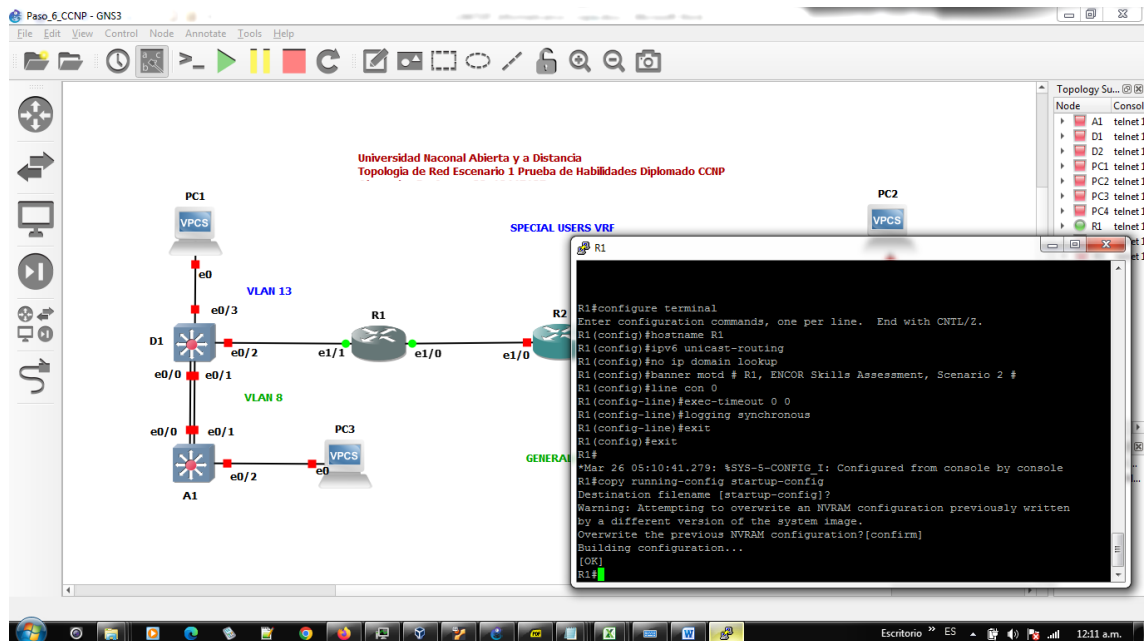 Paso_6_CCNP - GNS3
File Edit View Control Node Annotate Tools Help
Topology Su...
Node Consol
A1 telnet 1
D1 telnet 1
D2 telnet 1
PC1 telnet 1
PC2 telnet 1
PC3 telnet 1
PC4 telnet 1
R1 telnet 1
Universidad Naconal Abierta y a Distancia
Topologia de Red Escenario 1 Prueba de Habilidades Diplomado CCNP
PC1
VPCS
e0
VLAN 13
e0/3
D1
e0/2
e0/0
e0/1
VLAN 8
e0/0
e0/1
A1
e0/2
PC3
VPCS
e0
R1
e1/1
e1/0
SPECIAL USERS VRF
R2
e1/0
GENERAL
PC2
VPCS
R1
R1#configure terminal
Enter configuration commands, one per line. End with CNTL/Z.
R1(config)#hostname R1
R1(config)#ipv6 unicast-routing
R1(config)#no ip domain lookup
R1(config)#banner motd # R1, ENCOR Skills Assessment, Scenario 2 #
R1(config)#line con 0
R1(config-line)#exec-timeout 0 0
R1(config-line)#logging synchronous
R1(config-line)#exit
R1(config)#exit
R1#
*Mar 26 05:10:41.279: %SYS-5-CONFIG_I: Configured from console by console
R1#copy running-config startup-config
Destination filename [startup-config]?
Warning: Attempting to overwrite an NVRAM configuration previously written
by a different version of the system image.
Overwrite the previous NVRAM configuration?[confirm]
Building configuration...
[OK]
R1#
Escritorio » ES 12:11 a.m.